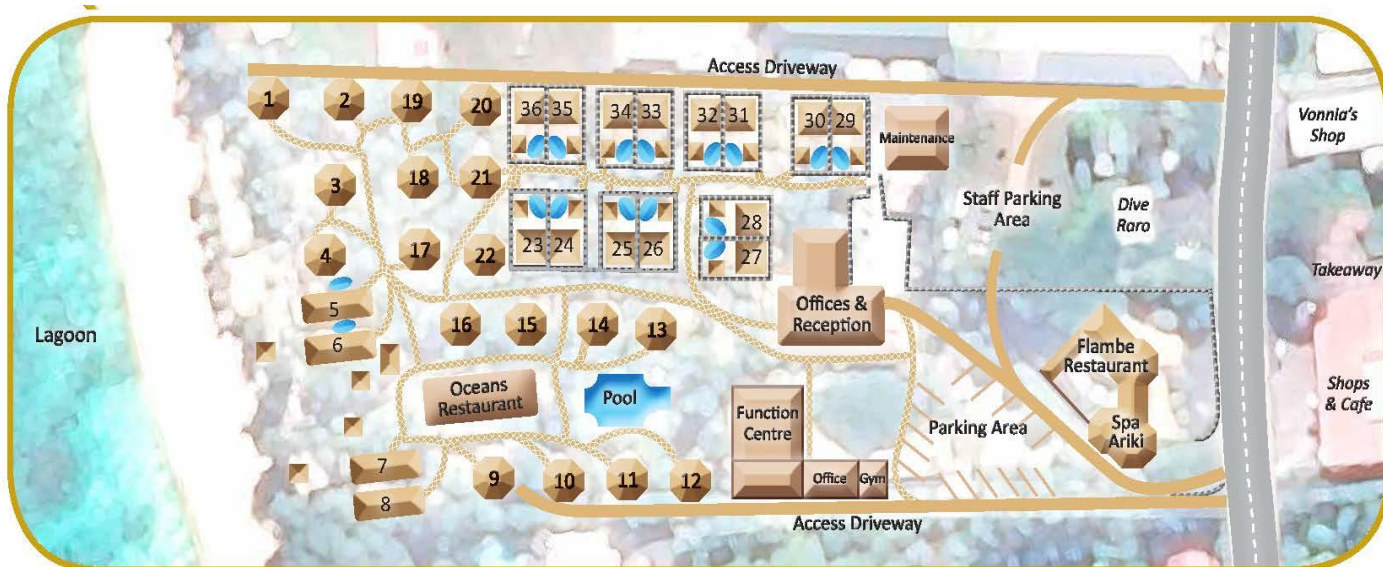 Access Driveway
1
2
19
20
36 35
34 33
32 31
30 29
Maintenance
Vonnia's
Shop
3
18
21
Staff Parking
Area
Dive
Raro
4
17
22
23 24
25 26
28
27
Takeaway
5
6
16
15
14
13
Offices &
Reception
Lagoon
Flambe
Restaurant
Oceans
Restaurant
Pool
Function
Centre
Parking Area
Spa
Ariki
Shops
& Cafe
7
8
9
10
11
12
Office
Gym
Access Driveway